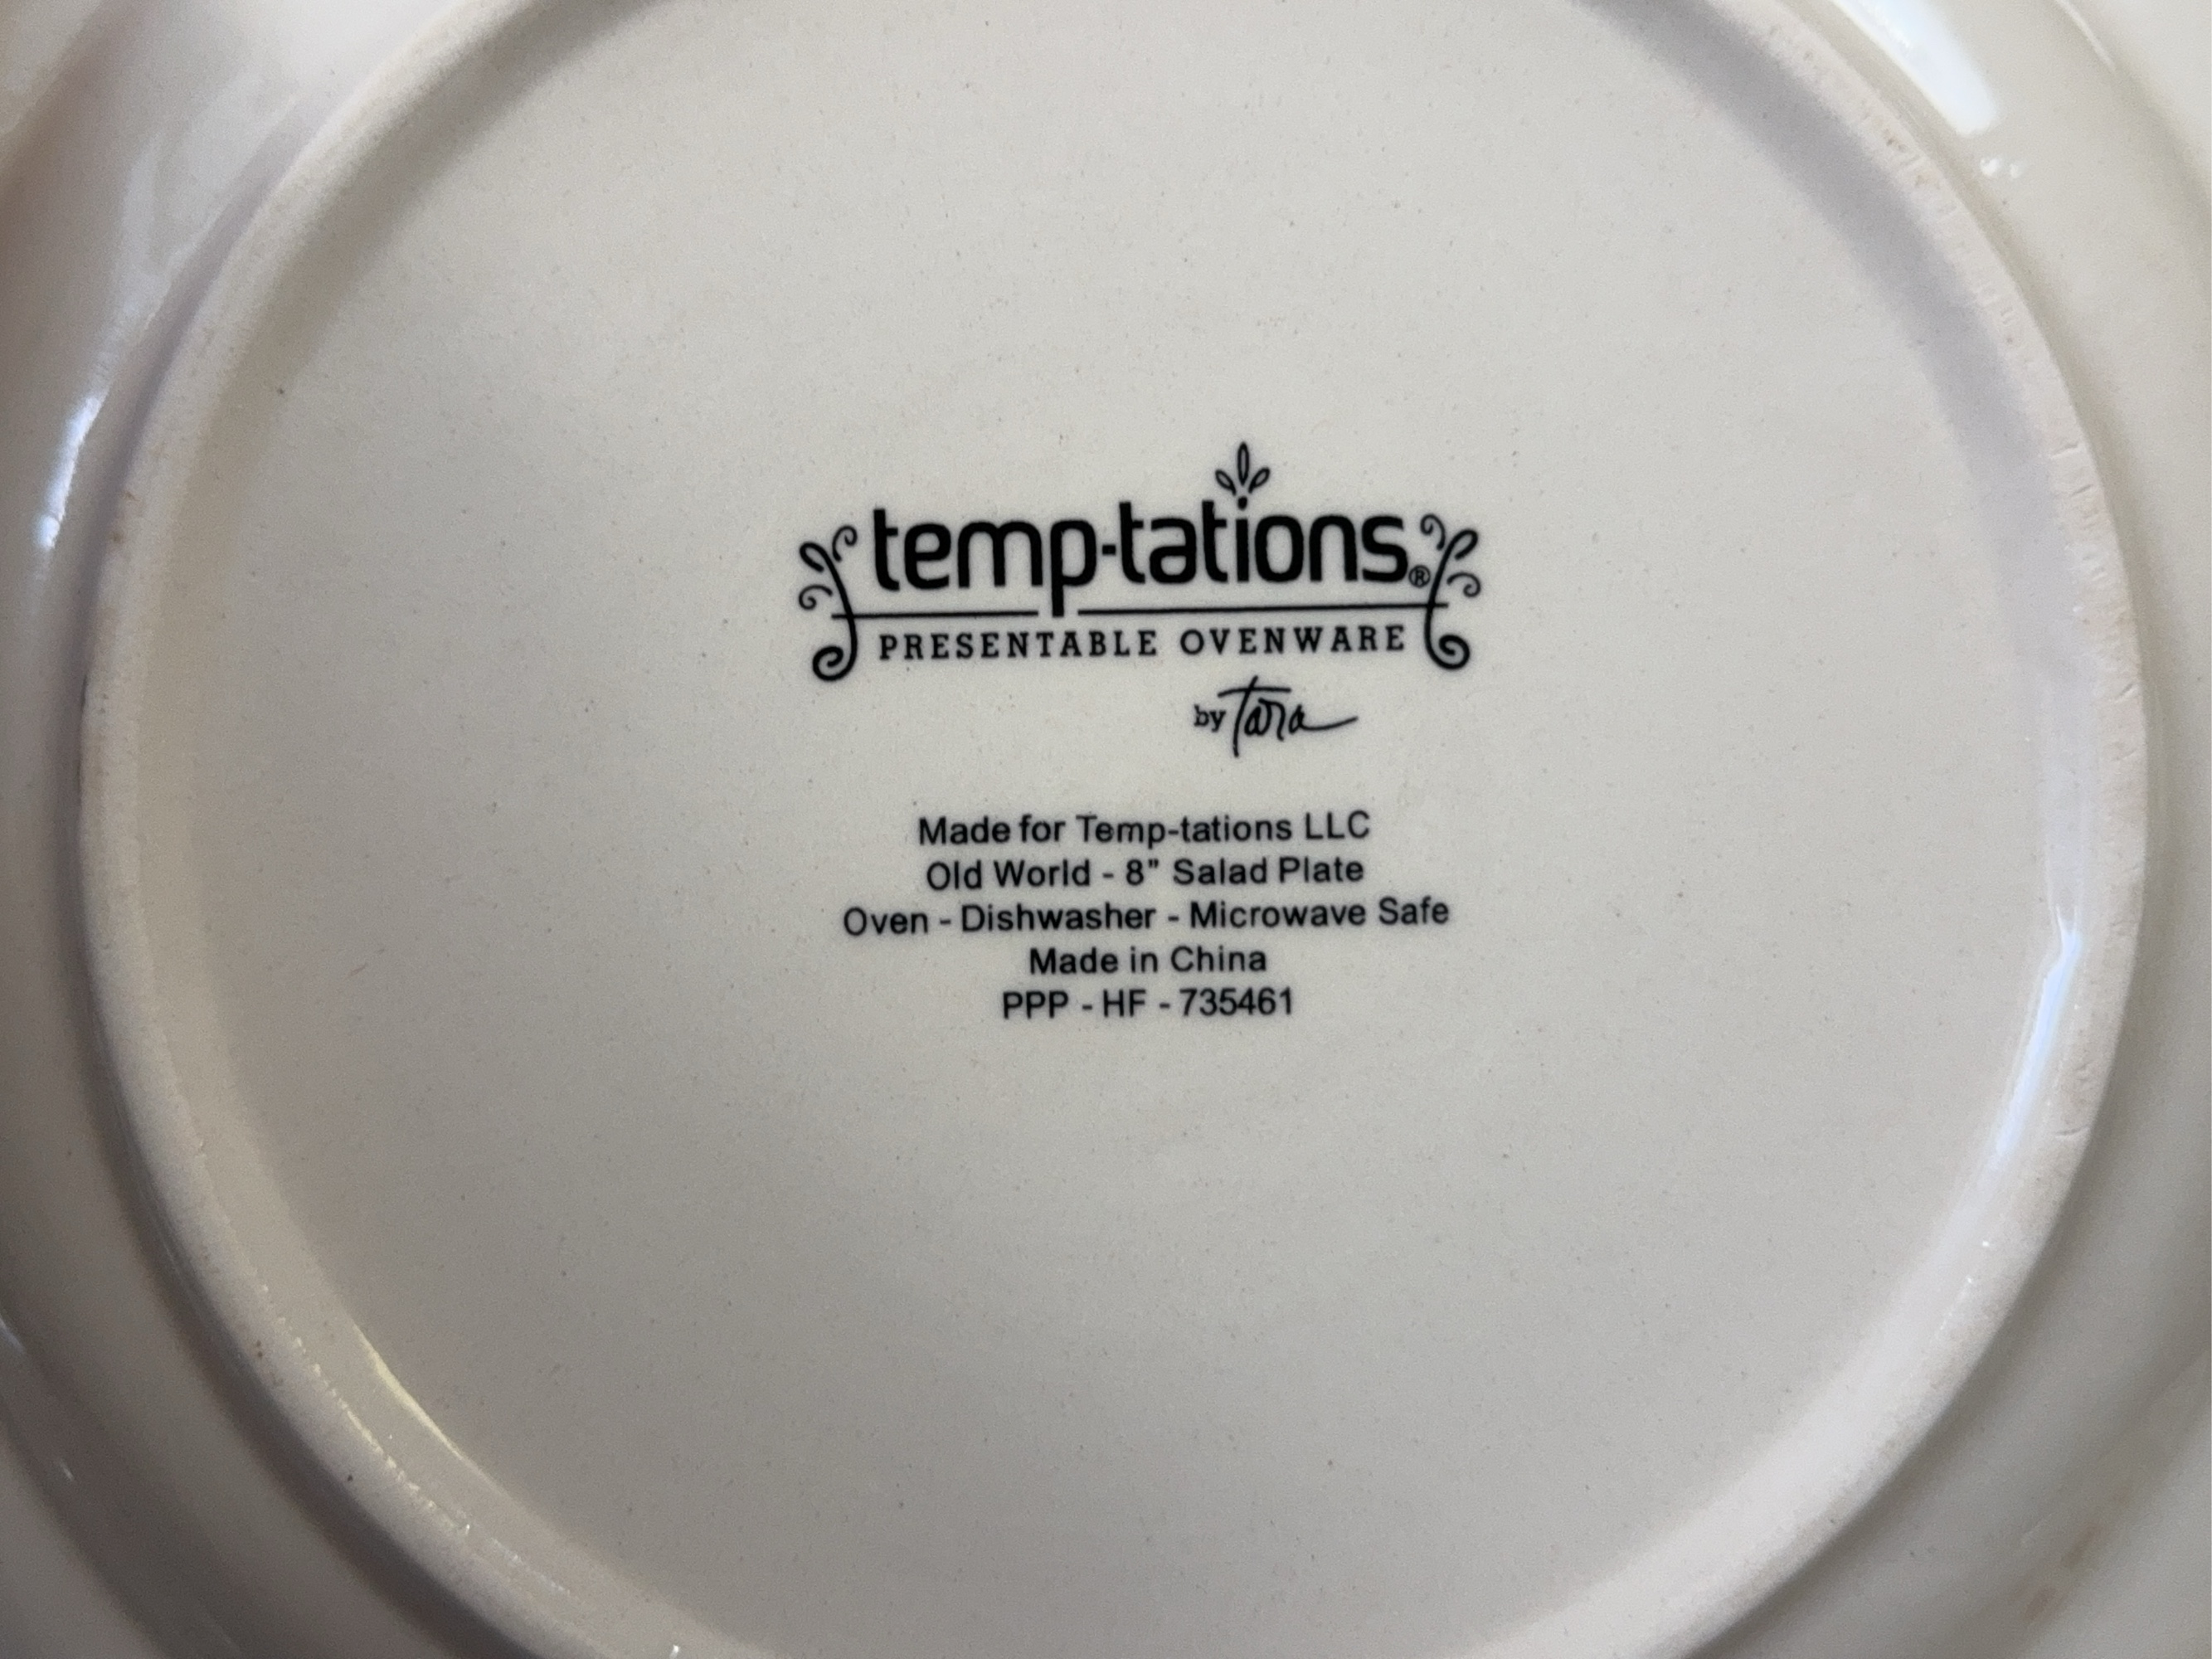 temp-tations®
PRESENTABLE OVENWARE
by Tara
Made for Temp-tations LLC
Old World - 8" Salad Plate
Oven - Dishwasher - Microwave Safe
Made in China
PPP - HF - 735461